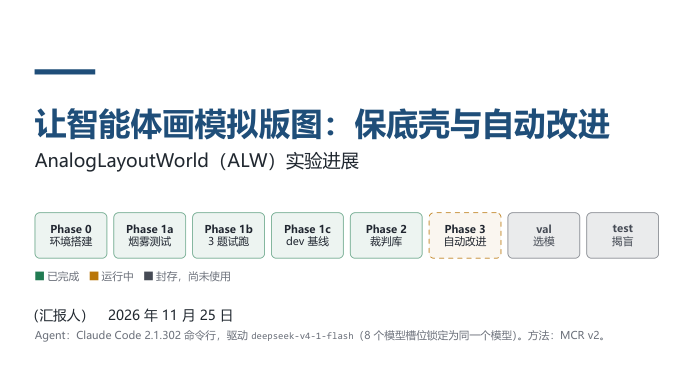 让智能体画模拟版图：保底壳与自动改进
AnalogLayoutWorld（ALW）实验进展
Phase 0
环境搭建
Phase 1a
烟雾测试
Phase 1b
3 题试跑
Phase 1c
dev 基线
Phase 2
裁判库
Phase 3
自动改进
val
选模
test
揭盲
已完成 运行中 封存，尚未使用
(汇报人) 2026 年 11 月 25 日
Agent：Claude Code 2.1.302 命令行，驱动 deepseek-v4-1-flash（8 个模型槽位锁定为同一个模型）。方法：MCR v2。